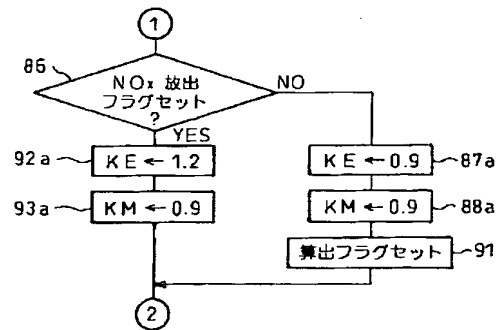 1
86
NOx 放出
フラグセット
?
NO
YES
92a
KE ← 1.2
KE ← 0.9
87a
93a
KM ← 0.9
KM ← 0.9
88a
算出フラグセット
91
2